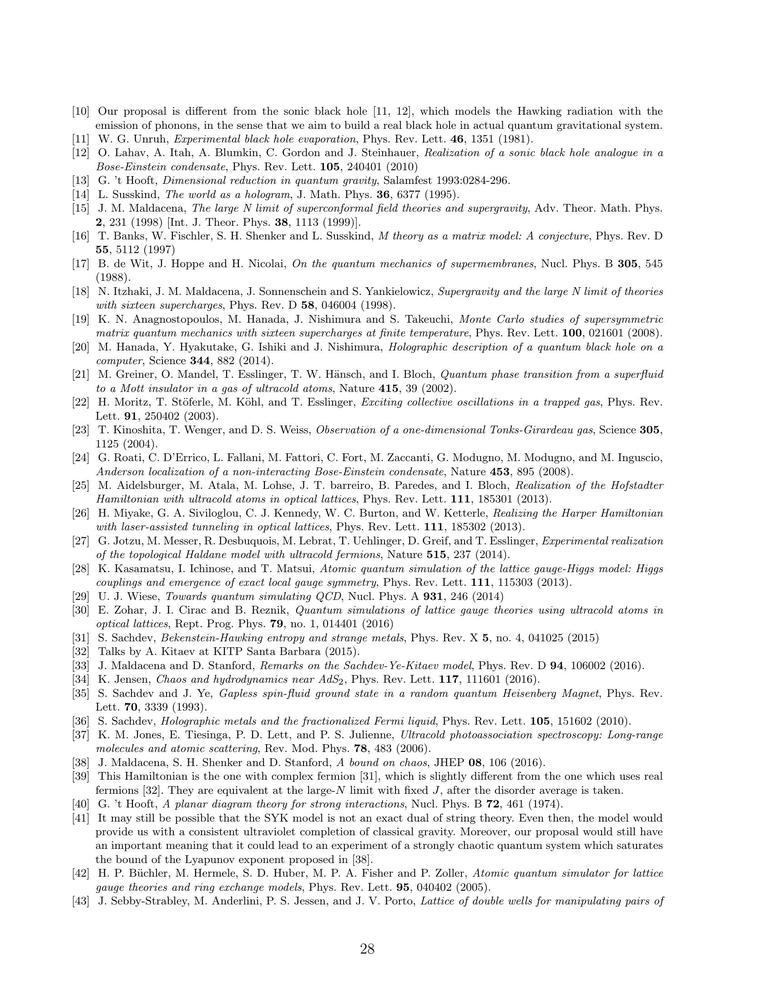 [10] Our proposal is different from the sonic black hole [11, 12], which models the Hawking radiation with the
emission of phonons, in the sense that we aim to build a real black hole in actual quantum gravitational system.
[11] W. G. Unruh, Experimental black hole evaporation, Phys. Rev. Lett. 46, 1351 (1981).
[12] O. Lahav, A. Itah, A. Blumkin, C. Gordon and J. Steinhauer, Realization of a sonic black hole analogue in a
Bose-Einstein condensate, Phys. Rev. Lett. 105, 240401 (2010)
[13] G. 't Hooft, Dimensional reduction in quantum gravity, Salamfest 1993:0284-296.
[14] L. Susskind, The world as a hologram, J. Math. Phys. 36, 6377 (1995).
[15] J. M. Maldacena, The large N limit of superconformal field theories and supergravity, Adv. Theor. Math. Phys.
2, 231 (1998) [Int. J. Theor. Phys. 38, 1113 (1999)].
[16] T. Banks, W. Fischler, S. H. Shenker and L. Susskind, M theory as a matrix model: A conjecture, Phys. Rev. D
55, 5112 (1997)
[17] B. de Wit, J. Hoppe and H. Nicolai, On the quantum mechanics of supermembranes, Nucl. Phys. B 305, 545
(1988).
[18] N. Itzhaki, J. M. Maldacena, J. Sonnenschein and S. Yankielowicz, Supergravity and the large N limit of theories
with sixteen supercharges, Phys. Rev. D 58, 046004 (1998).
[19] K. N. Anagnostopoulos, M. Hanada, J. Nishimura and S. Takeuchi, Monte Carlo studies of supersymmetric
matrix quantum mechanics with sixteen supercharges at finite temperature, Phys. Rev. Lett. 100, 021601 (2008).
[20] M. Hanada, Y. Hyakutake, G. Ishiki and J. Nishimura, Holographic description of a quantum black hole on a
computer, Science 344, 882 (2014).
[21] M. Greiner, O. Mandel, T. Esslinger, T. W. Hänsch, and I. Bloch, Quantum phase transition from a superfluid
to a Mott insulator in a gas of ultracold atoms, Nature 415, 39 (2002).
[22] H. Moritz, T. Stöferle, M. Köhl, and T. Esslinger, Exciting collective oscillations in a trapped gas, Phys. Rev.
Lett. 91, 250402 (2003).
[23] T. Kinoshita, T. Wenger, and D. S. Weiss, Observation of a one-dimensional Tonks-Girardeau gas, Science 305,
1125 (2004).
[24] G. Roati, C. D'Errico, L. Fallani, M. Fattori, C. Fort, M. Zaccanti, G. Modugno, M. Modugno, and M. Inguscio,
Anderson localization of a non-interacting Bose-Einstein condensate, Nature 453, 895 (2008).
[25] M. Aidelsburger, M. Atala, M. Lohse, J. T. barreiro, B. Paredes, and I. Bloch, Realization of the Hofstadter
Hamiltonian with ultracold atoms in optical lattices, Phys. Rev. Lett. 111, 185301 (2013).
[26] H. Miyake, G. A. Siviloglou, C. J. Kennedy, W. C. Burton, and W. Ketterle, Realizing the Harper Hamiltonian
with laser-assisted tunneling in optical lattices, Phys. Rev. Lett. 111, 185302 (2013).
[27] G. Jotzu, M. Messer, R. Desbuquois, M. Lebrat, T. Uehlinger, D. Greif, and T. Esslinger, Experimental realization
of the topological Haldane model with ultracold fermions, Nature 515, 237 (2014).
[28] K. Kasamatsu, I. Ichinose, and T. Matsui, Atomic quantum simulation of the lattice gauge-Higgs model: Higgs
couplings and emergence of exact local gauge symmetry, Phys. Rev. Lett. 111, 115303 (2013).
[29] U. J. Wiese, Towards quantum simulating QCD, Nucl. Phys. A 931, 246 (2014)
[30] E. Zohar, J. I. Cirac and B. Reznik, Quantum simulations of lattice gauge theories using ultracold atoms in
optical lattices, Rept. Prog. Phys. 79, no. 1, 014401 (2016)
[31] S. Sachdev, Bekenstein-Hawking entropy and strange metals, Phys. Rev. X 5, no. 4, 041025 (2015)
[32] Talks by A. Kitaev at KITP Santa Barbara (2015).
[33] J. Maldacena and D. Stanford, Remarks on the Sachdev-Ye-Kitaev model, Phys. Rev. D 94, 106002 (2016).
[34] K. Jensen, Chaos and hydrodynamics near AdS₂, Phys. Rev. Lett. 117, 111601 (2016).
[35] S. Sachdev and J. Ye, Gapless spin-fluid ground state in a random quantum Heisenberg Magnet, Phys. Rev.
Lett. 70, 3339 (1993).
[36] S. Sachdev, Holographic metals and the fractionalized Fermi liquid, Phys. Rev. Lett. 105, 151602 (2010).
[37] K. M. Jones, E. Tiesinga, P. D. Lett, and P. S. Julienne, Ultracold photoassociation spectroscopy: Long-range
molecules and atomic scattering, Rev. Mod. Phys. 78, 483 (2006).
[38] J. Maldacena, S. H. Shenker and D. Stanford, A bound on chaos, JHEP 08, 106 (2016).
[39] This Hamiltonian is the one with complex fermion [31], which is slightly different from the one which uses real
fermions [32]. They are equivalent at the large-N limit with fixed J, after the disorder average is taken.
[40] G. 't Hooft, A planar diagram theory for strong interactions, Nucl. Phys. B 72, 461 (1974).
[41] It may still be possible that the SYK model is not an exact dual of string theory. Even then, the model would
provide us with a consistent ultraviolet completion of classical gravity. Moreover, our proposal would still have
an important meaning that it could lead to an experiment of a strongly chaotic quantum system which saturates
the bound of the Lyapunov exponent proposed in [38].
[42] H. P. Büchler, M. Hermele, S. D. Huber, M. P. A. Fisher and P. Zoller, Atomic quantum simulator for lattice
gauge theories and ring exchange models, Phys. Rev. Lett. 95, 040402 (2005).
[43] J. Sebby-Strabley, M. Anderlini, P. S. Jessen, and J. V. Porto, Lattice of double wells for manipulating pairs of
28